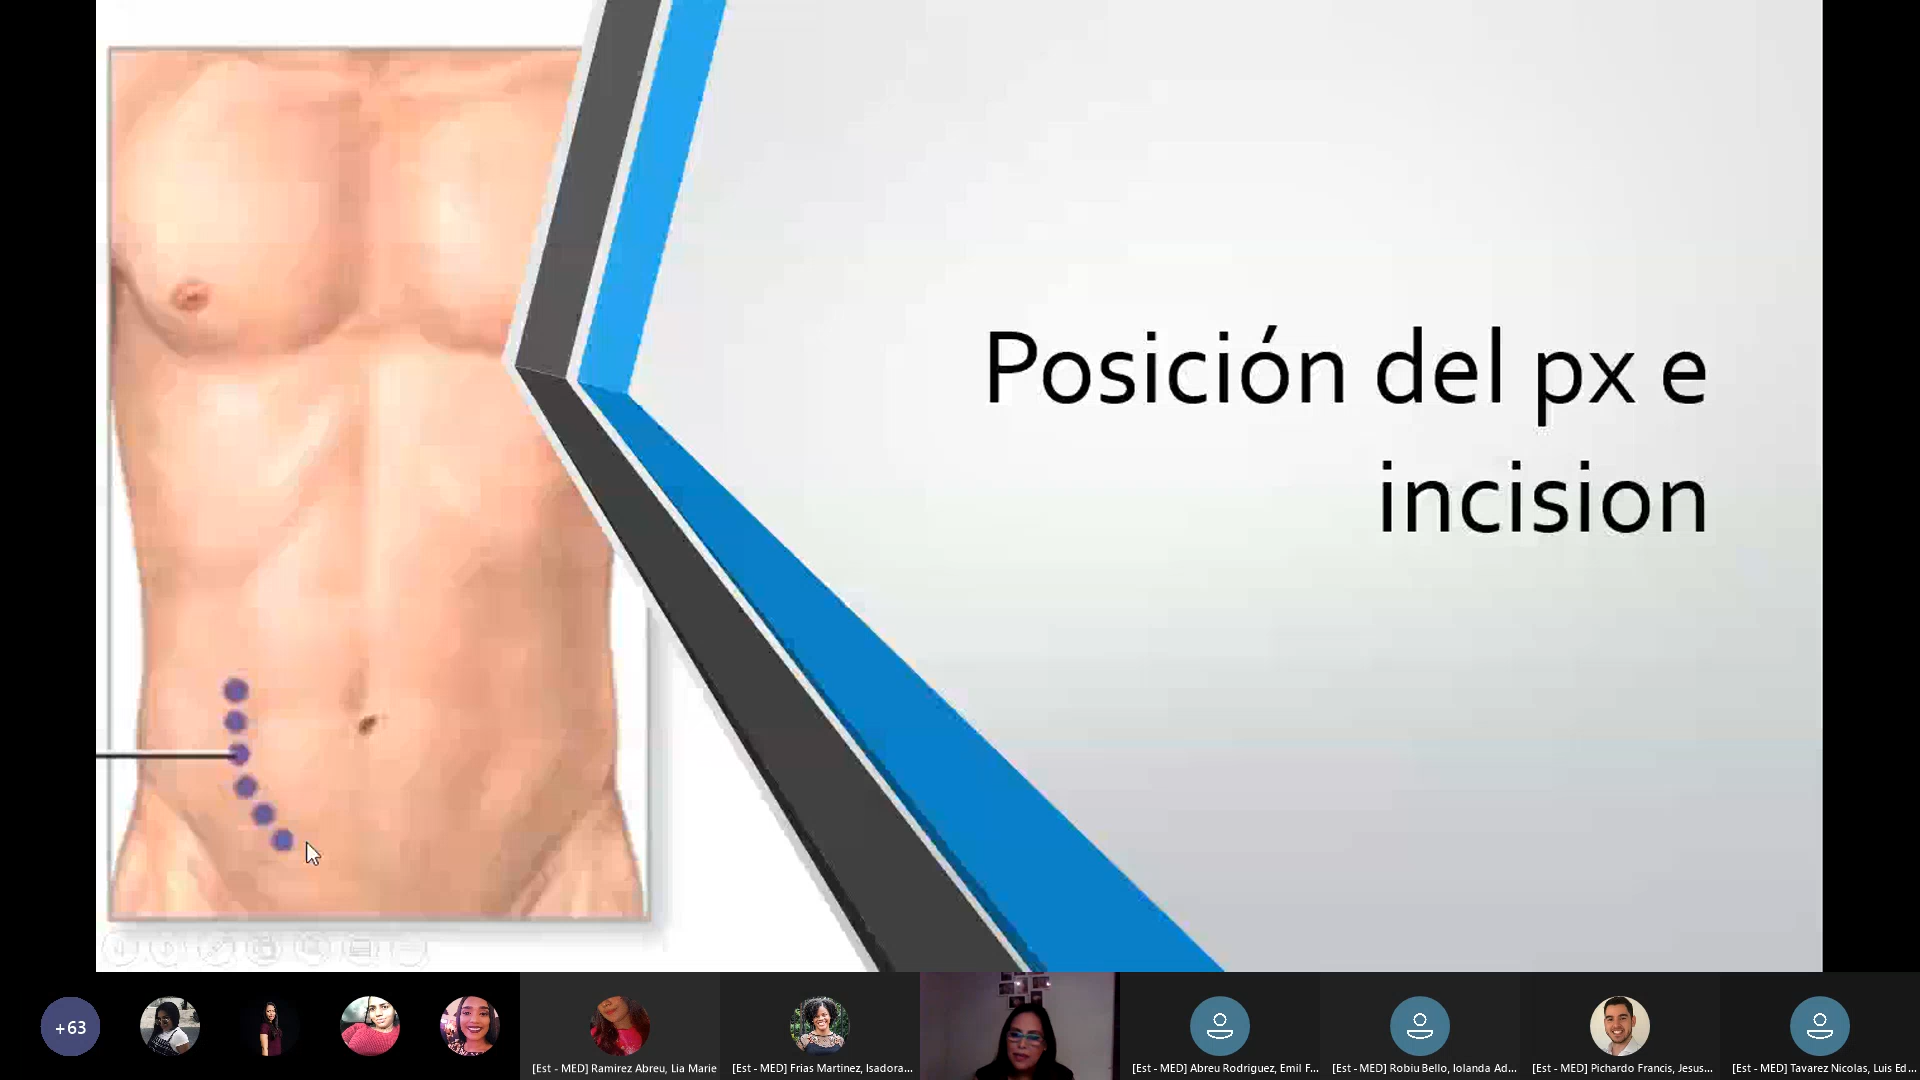 Posición del px e
incision
+63
[Est - MED] Ramirez Abreu, Lia Marie
[Est - MED] Frias Martinez, Isadora...
[Est - MED] Abreu Rodriguez, Emil F...
[Est - MED] Robiu Bello, Iolanda Ad...
[Est - MED] Pichardo Francis, Jesus...
[Est - MED] Tavarez Nicolas, Luis Ed...